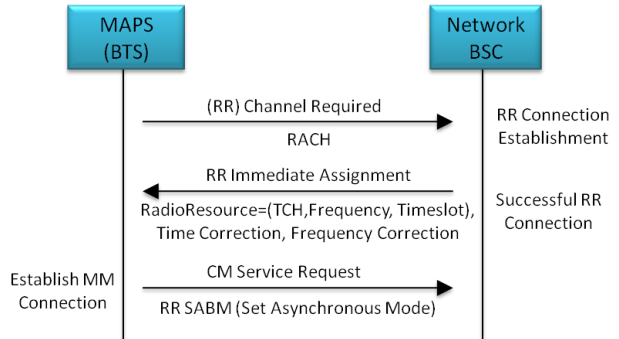 MAPS
(BTS)
Network
BSC
(RR) Channel Required
RACH
RR Connection
Establishment
RR Immediate Assignment
RadioResource=(TCH,Frequency, Timeslot),
Time Correction, Frequency Correction
Successful RR
Connection
Establish MM
Connection
CM Service Request
RR SABM (Set Asynchronous Mode)